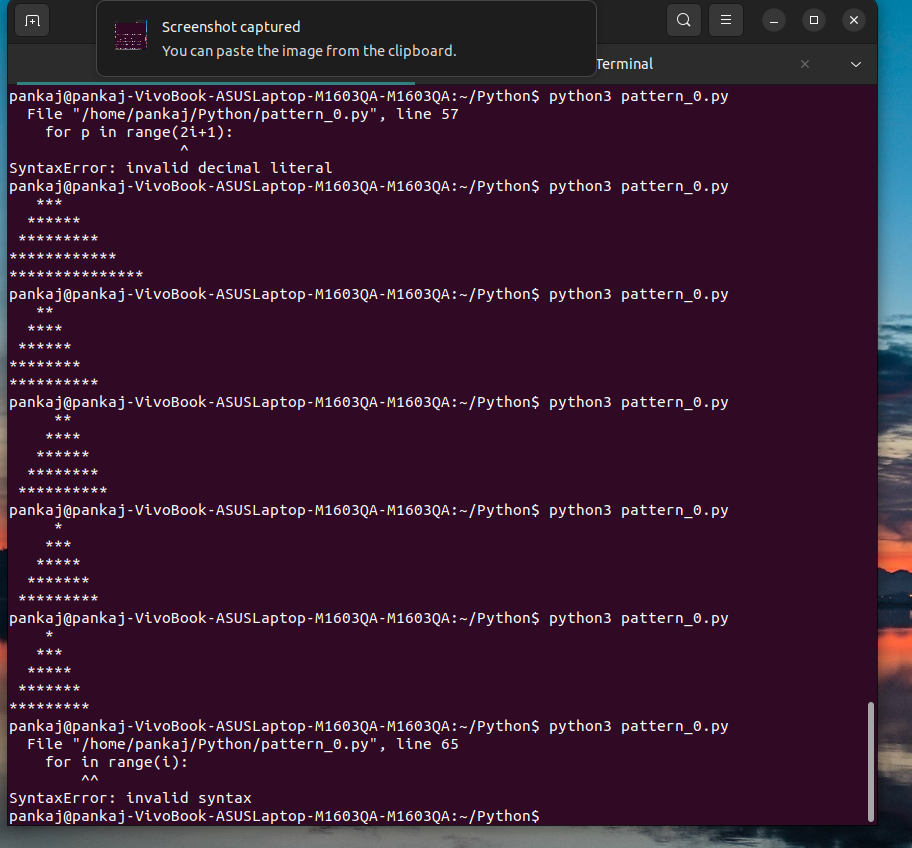 Screenshot captured
You can paste the image from the clipboard.
Terminal
pankaj@pankaj-VivoBook-ASUSLaptop-M1603QA-M1603QA:~/Python$ python3 pattern_0.py
  File "/home/pankaj/Python/pattern_0.py", line 57
    for p in range(2i+1):
                   ^
SyntaxError: invalid decimal literal
pankaj@pankaj-VivoBook-ASUSLaptop-M1603QA-M1603QA:~/Python$ python3 pattern_0.py
   ***
  ******
 *********
************
***************
pankaj@pankaj-VivoBook-ASUSLaptop-M1603QA-M1603QA:~/Python$ python3 pattern_0.py
   **
  ****
 ******
********
**********
pankaj@pankaj-VivoBook-ASUSLaptop-M1603QA-M1603QA:~/Python$ python3 pattern_0.py
     **
    ****
   ******
  ********
 **********
pankaj@pankaj-VivoBook-ASUSLaptop-M1603QA-M1603QA:~/Python$ python3 pattern_0.py
     *
    ***
   *****
  *******
 *********
pankaj@pankaj-VivoBook-ASUSLaptop-M1603QA-M1603QA:~/Python$ python3 pattern_0.py
    *
   ***
  *****
 *******
*********
pankaj@pankaj-VivoBook-ASUSLaptop-M1603QA-M1603QA:~/Python$ python3 pattern_0.py
  File "/home/pankaj/Python/pattern_0.py", line 65
    for in range(i):
        ^^
SyntaxError: invalid syntax
pankaj@pankaj-VivoBook-ASUSLaptop-M1603QA-M1603QA:~/Python$